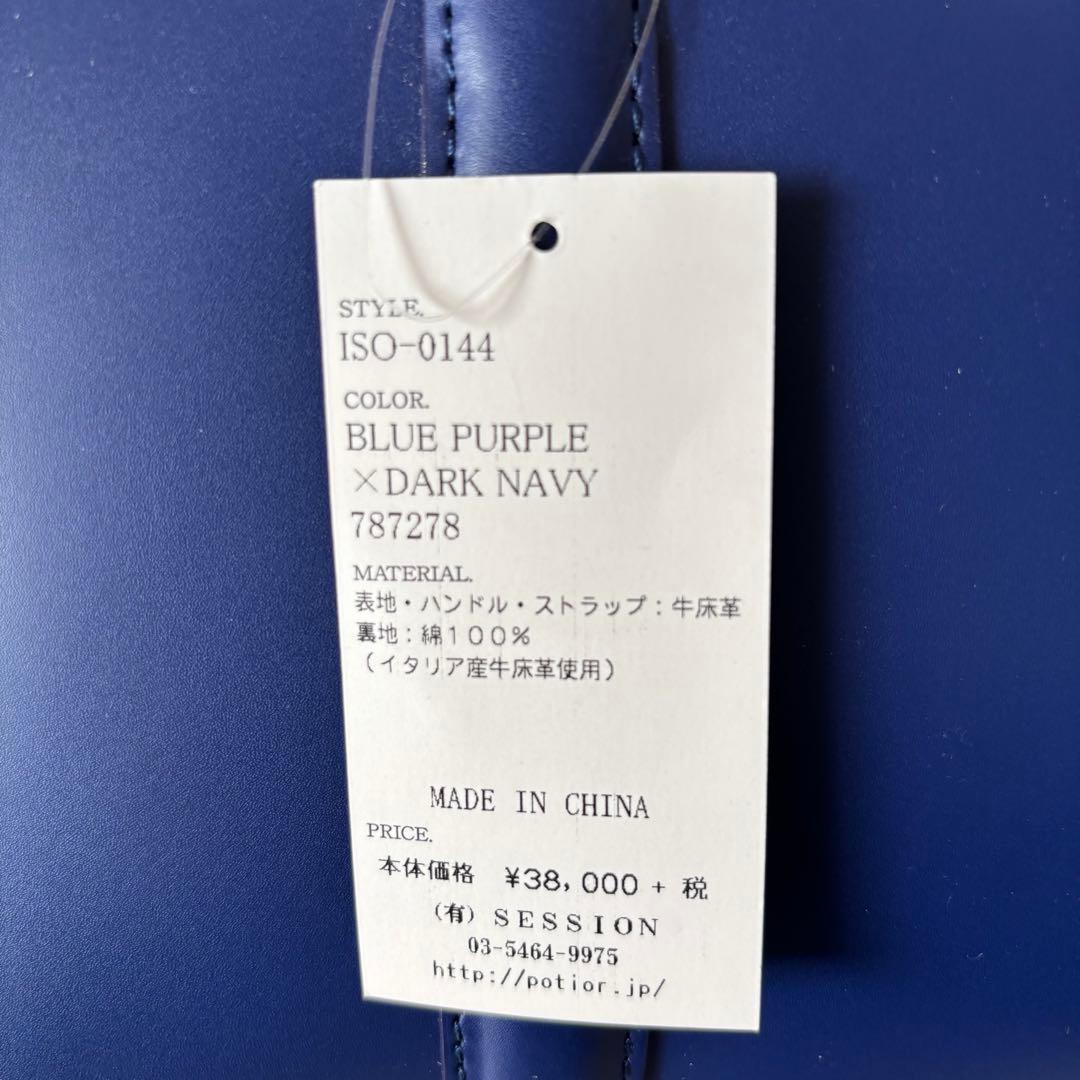 STYLE.
ISO-0144
COLOR.
BLUE PURPLE
×DARK NAVY
787278
MATERIAL.
表地・ハンドル・ストラップ：牛床革
裏地：綿１００％
（イタリア産牛床革使用）
MADE IN CHINA
PRICE.
本体価格 ¥38,000 + 税
(有) SESSION
03-5464-9975
http://potior.jp/